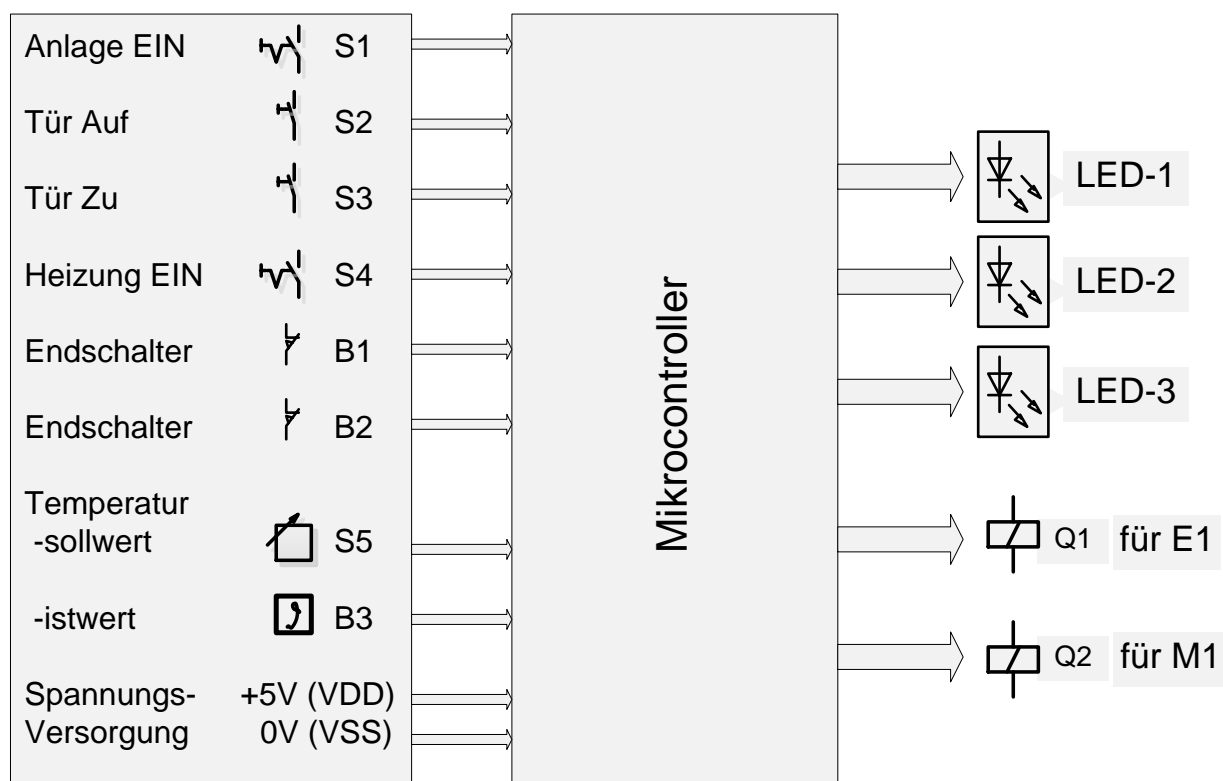 Anlage EIN S1
Tür Auf S2
Tür Zu S3
Heizung EIN S4
Endschalter B1
Endschalter B2
Temperatur
-sollwert S5
-istwert B3
Spannungs- +5V (VDD)
Versorgung 0V (VSS)
Mikrocontroller
LED-1
LED-2
LED-3
Q1 für E1
Q2 für M1